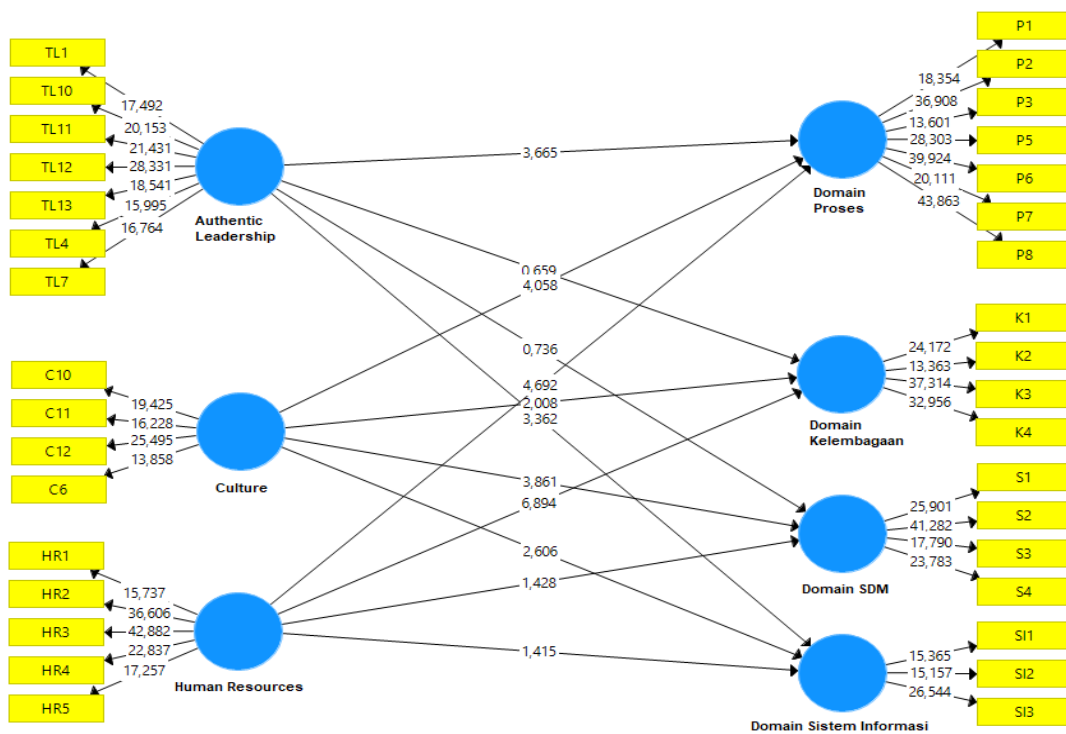 TL1
TL10
TL11
TL12
TL13
TL4
TL7
17,492
20,153
21,431
28,331
18,541
15,995
16,764
Authentic
Leadership
C10
C11
C12
C6
19,425
16,228
25,495
13,858
Culture
HR1
HR2
HR3
HR4
HR5
15,737
36,606
42,882
22,837
17,257
Human Resources
3,665
0,659
4,058
0,736
4,692
2,008
3,362
3,861
6,894
2,606
1,428
1,415
Domain
Proses
18,354
36,908
13,601
28,303
39,924
20,111
43,863
P1
P2
P3
P5
P6
P7
P8
Domain
Kelembagaan
24,172
13,363
37,314
32,956
K1
K2
K3
K4
Domain SDM
25,901
41,282
17,790
23,783
S1
S2
S3
S4
Domain Sistem Informasi
15,365
15,157
26,544
SI1
SI2
SI3